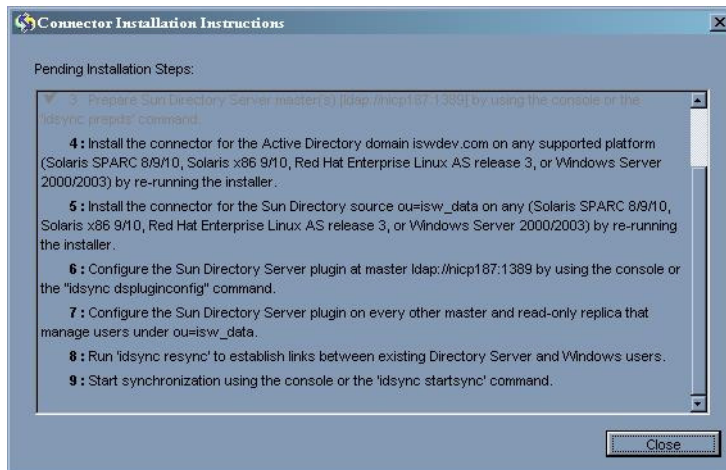 Connector Installation Instructions
Pending Installation Steps:
3 : Prepare Sun Directory Server master(s) [ldap://nicp187:1389] by using the console or the
'idsync prepds' command.
4 : Install the connector for the Active Directory domain iswdev.com on any supported platform
(Solaris SPARC 8/9/10, Solaris x86 9/10, Red Hat Enterprise Linux AS release 3, or Windows Server
2000/2003) by re-running the installer.
5 : Install the connector for the Sun Directory source ou=isw_data on any (Solaris SPARC 8/9/10,
Solaris x86 9/10, Red Hat Enterprise Linux AS release 3, or Windows Server 2000/2003) by re-running
the installer.
6 : Configure the Sun Directory Server plugin at master ldap://nicp187:1389 by using the console or
the "idsync dspluginconfig" command.
7 : Configure the Sun Directory Server plugin on every other master and read-only replica that
manage users under ou=isw_data.
8 : Run 'idsync resync' to establish links between existing Directory Server and Windows users.
9 : Start synchronization using the console or the 'idsync startsync' command.
Close